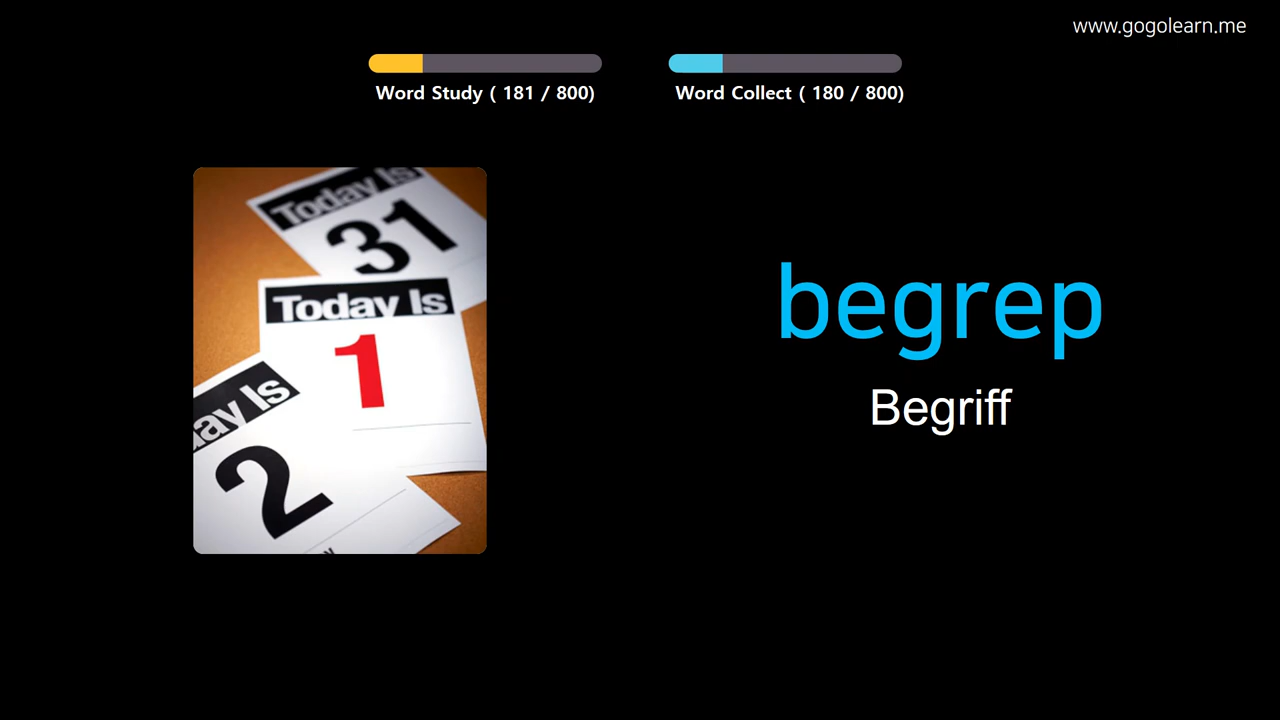 www.gogolearn.me
Word Study ( 181 / 800)
Word Collect ( 180 / 800)
Today Is
31
Today Is
1
day Is
2
begrep
Begriff